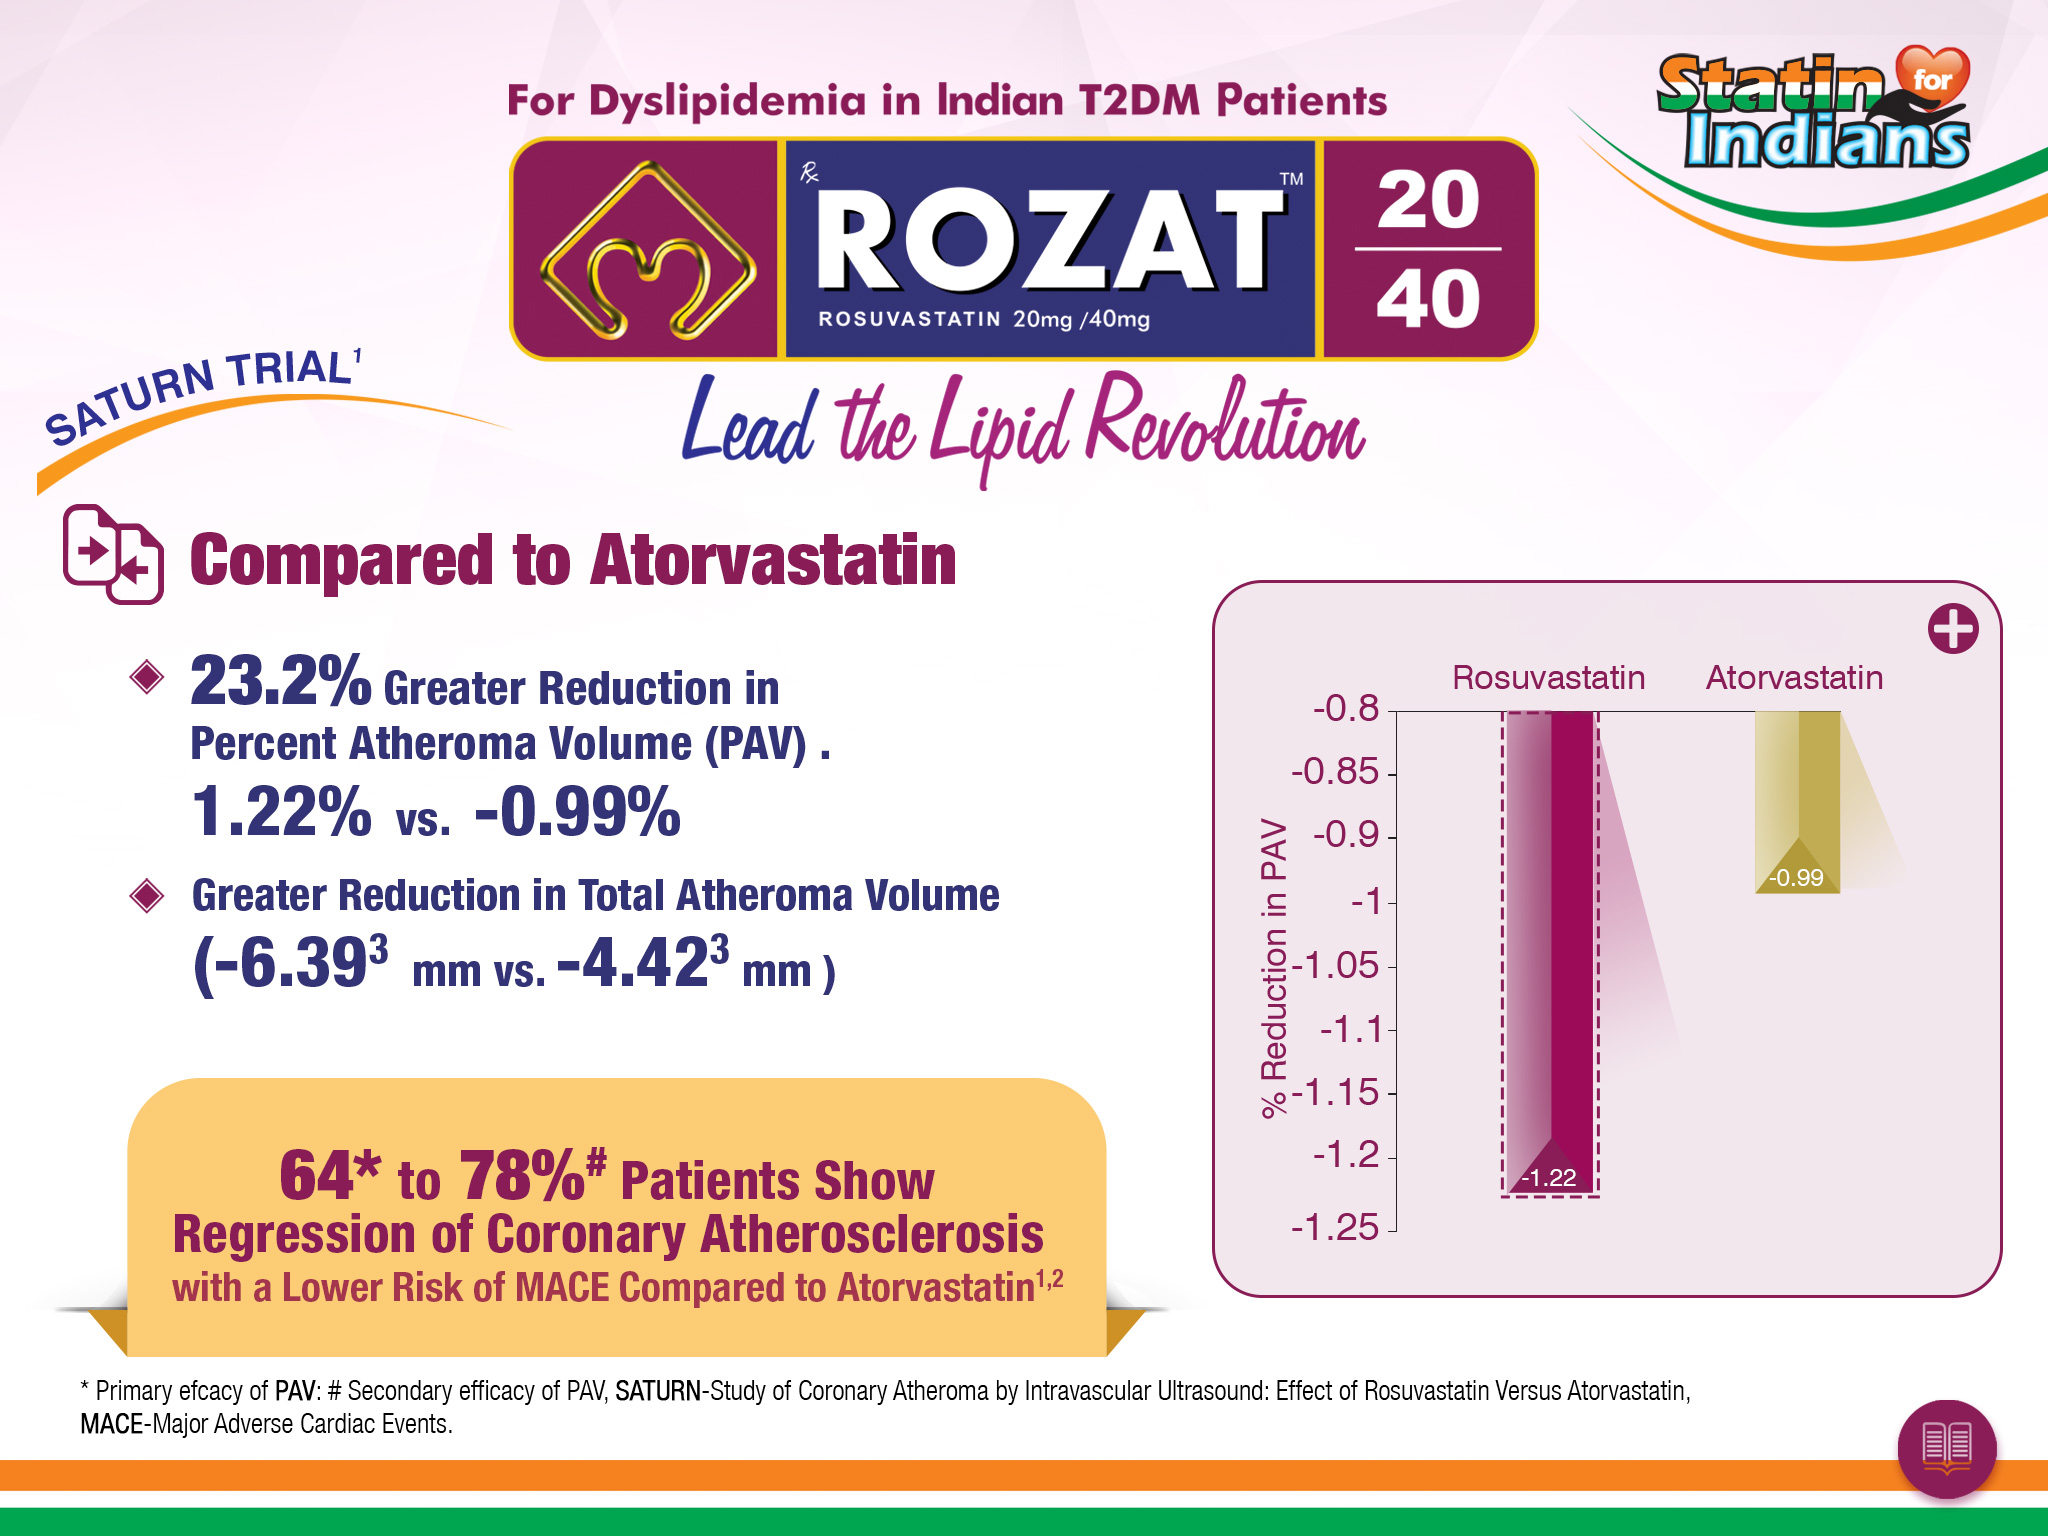 For Dyslipidemia in Indian T2DM Patients
Statin for
Indians
Rx
ROZAT™
ROSUVASTATIN 20mg /40mg
20
40
Lead the Lipid Revolution
SATURN TRIAL¹
Compared to Atorvastatin
23.2% Greater Reduction in
Percent Atheroma Volume (PAV) .
1.22% vs. -0.99%
Greater Reduction in Total Atheroma Volume
(-6.39³ mm vs. -4.42³ mm )
64* to 78%# Patients Show
Regression of Coronary Atherosclerosis
with a Lower Risk of MACE Compared to Atorvastatin¹,²
Rosuvastatin Atorvastatin
% Reduction in PAV
-0.8
-0.85
-0.9
-1
-1.05
-1.1
-1.15
-1.2
-1.25
-1.22
-0.99
* Primary efcacy of PAV: # Secondary efficacy of PAV, SATURN-Study of Coronary Atheroma by Intravascular Ultrasound: Effect of Rosuvastatin Versus Atorvastatin,
MACE-Major Adverse Cardiac Events.